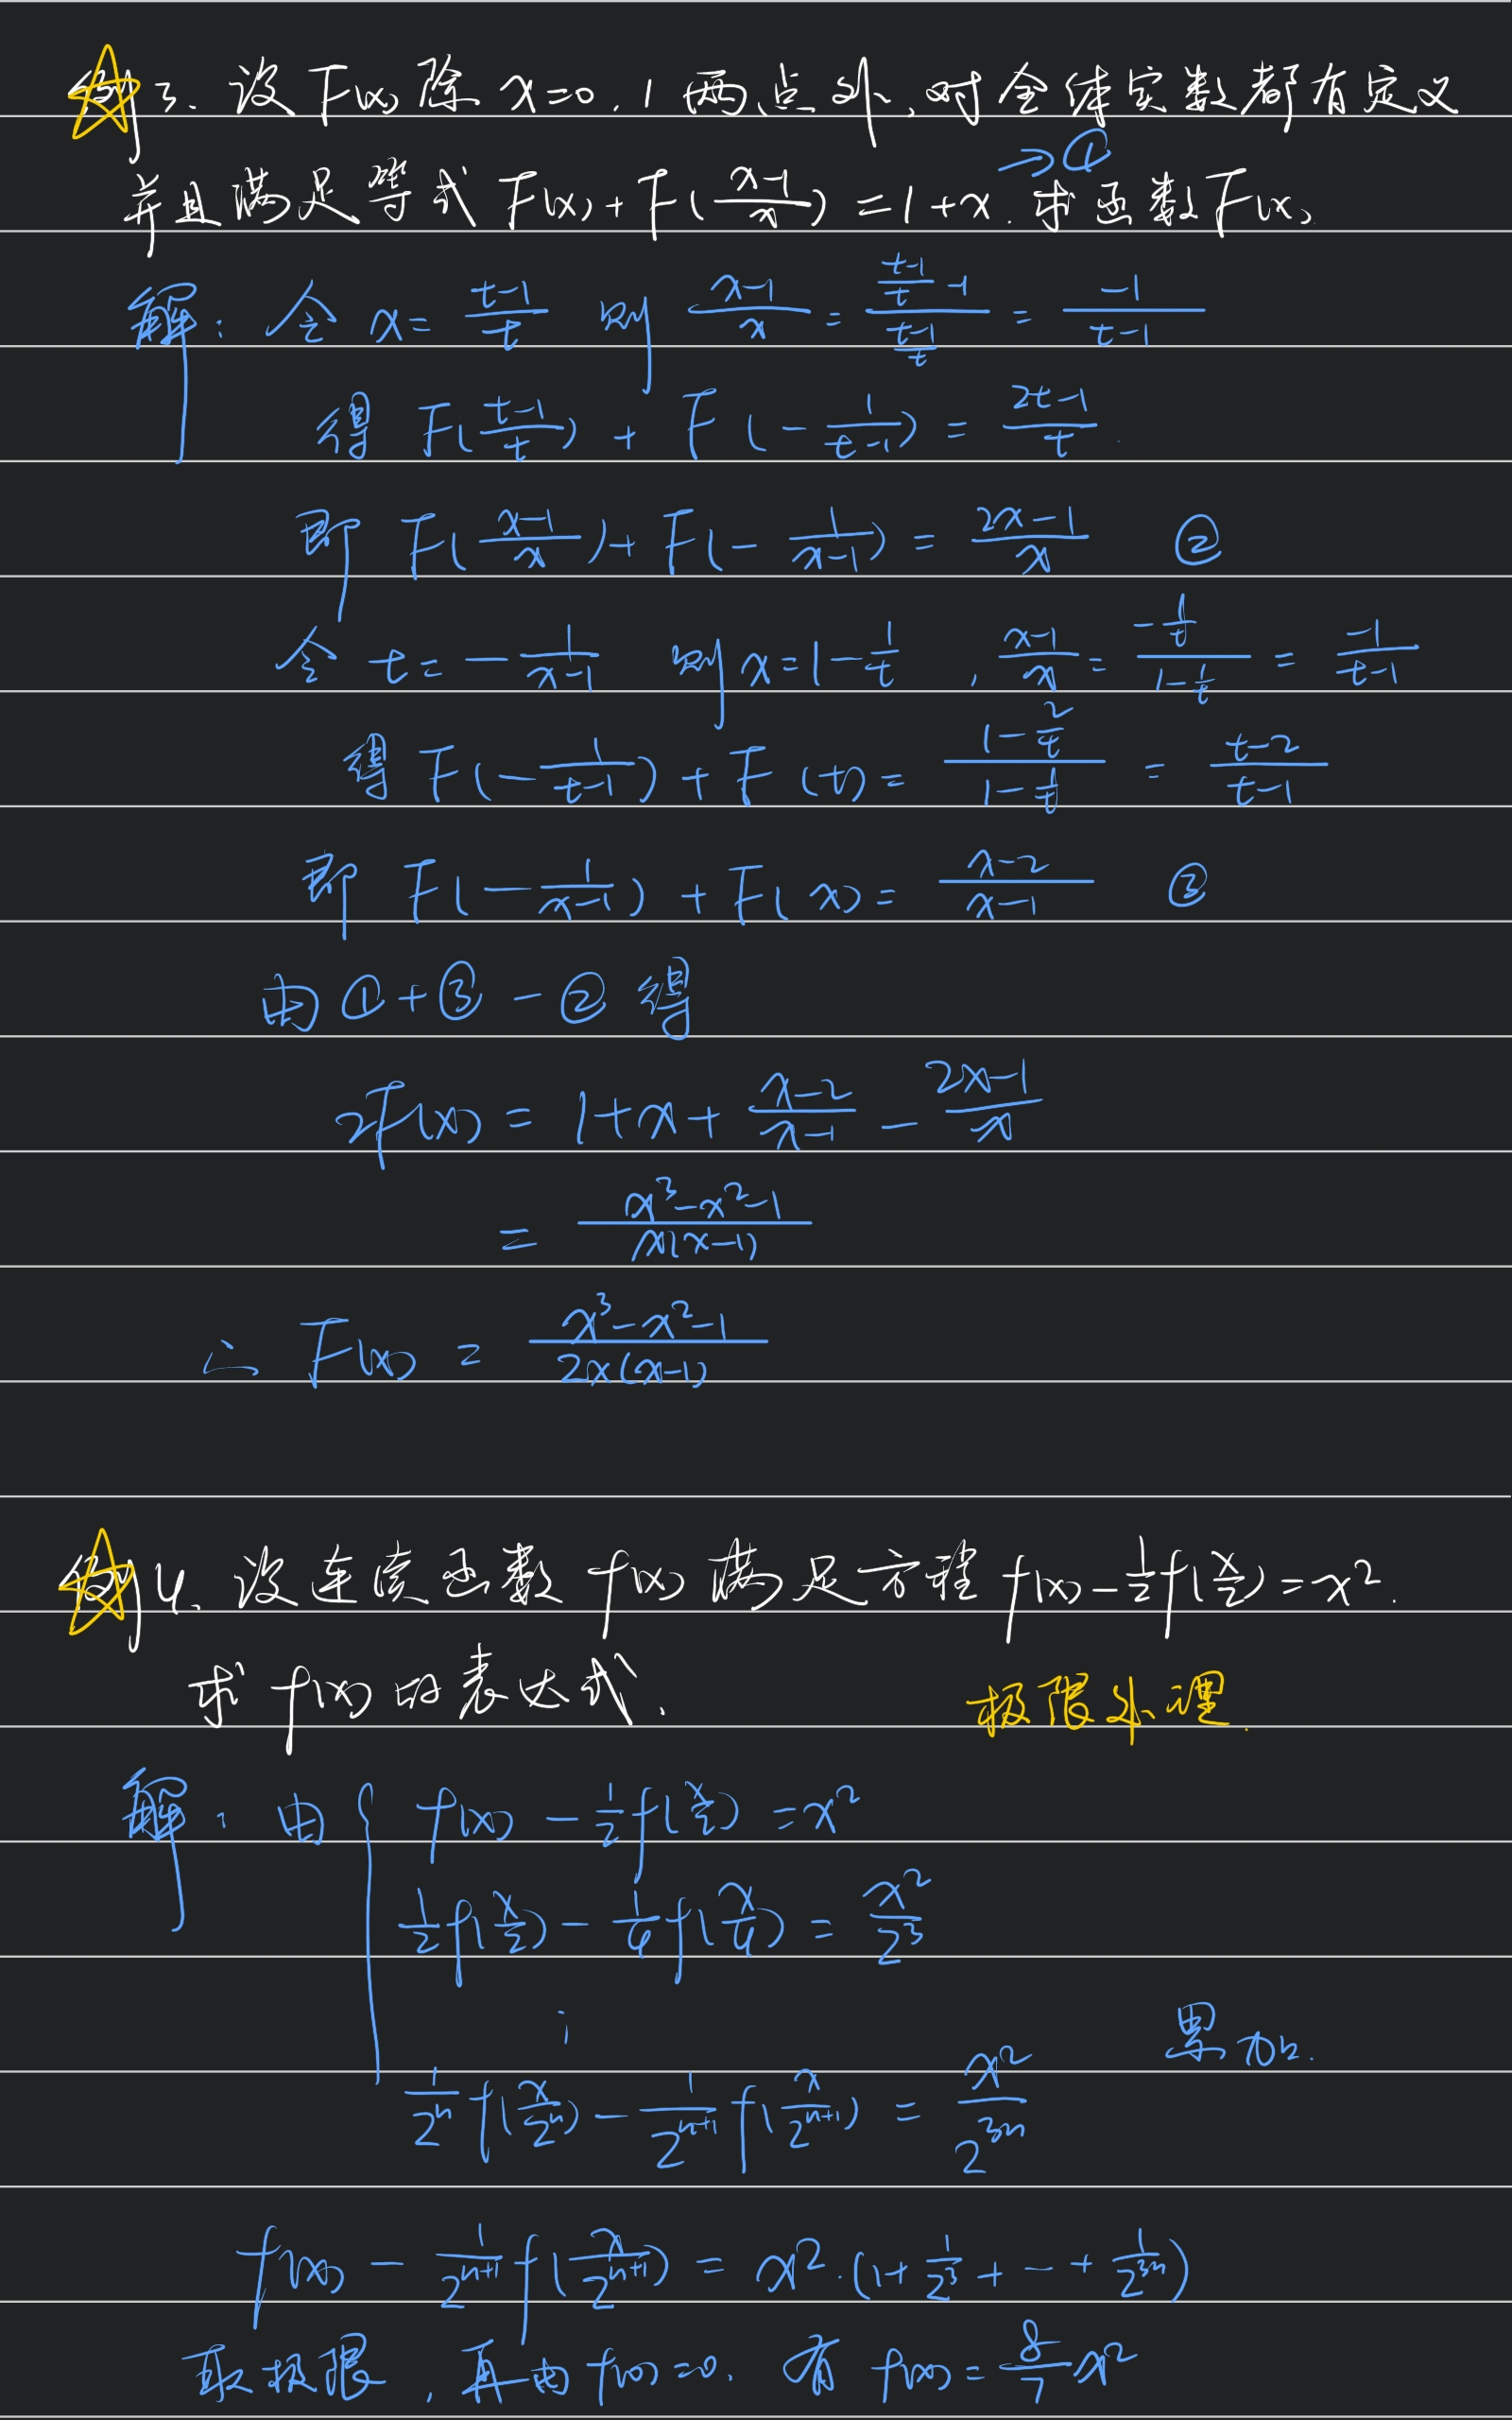 例3. 设F(x)除x=0,1两点外,对全体实数都有定义
并且满足等式F(x)+F(\frac{x-1}{x})=1+x. 求函数F(x). →①
解: 令 x=\frac{t-1}{t} 则 \frac{x-1}{x}=\frac{\frac{t-1}{t}-1}{\frac{t-1}{t}}=\frac{-1}{t-1}
得 F(\frac{t-1}{t})+F(-\frac{1}{t-1})=\frac{2t-1}{t}.
即 F(\frac{x-1}{x})+F(-\frac{1}{x-1})=\frac{2x-1}{x} ②
令 t=-\frac{1}{x-1} 则x=1-\frac{1}{t}, \frac{x-1}{x}=\frac{-\frac{1}{t}}{1-\frac{1}{t}}=\frac{-1}{t-1}
得 F(-\frac{1}{t-1})+F(t)=\frac{1-\frac{2}{t}}{1-\frac{1}{t}}=\frac{t-2}{t-1}
即 F(-\frac{1}{x-1})+F(x)=\frac{x-2}{x-1} ③
由①+③-②得
2F(x)=1+x+\frac{x-2}{x-1}-\frac{2x-1}{x}
=\frac{x^3-x^2-1}{x(x-1)}
∴ F(x)=\frac{x^3-x^2-1}{2x(x-1)}
例4. 设连续函数f(x)满足方程f(x)-\frac{1}{2}f(\frac{x}{2})=x^2.
求f(x)的表达式. 极限处理.
解: 由{ f(x)-\frac{1}{2}f(\frac{x}{2})=x^2
\frac{1}{2}f(\frac{x}{2})-\frac{1}{4}f(\frac{x}{4})=\frac{x^2}{2^3}
⋮ 累加.
\frac{1}{2^n}f(\frac{x}{2^n})-\frac{1}{2^{n+1}}f(\frac{x}{2^{n+1}})=\frac{x^2}{2^{3n}}
f(x)-\frac{1}{2^{n+1}}f(\frac{x}{2^{n+1}})=x^2·(1+\frac{1}{2^3}+--+\frac{1}{2^{3n}})
取极限, 再由f(0)=0. 有 f(x)=\frac{8}{7}x^2